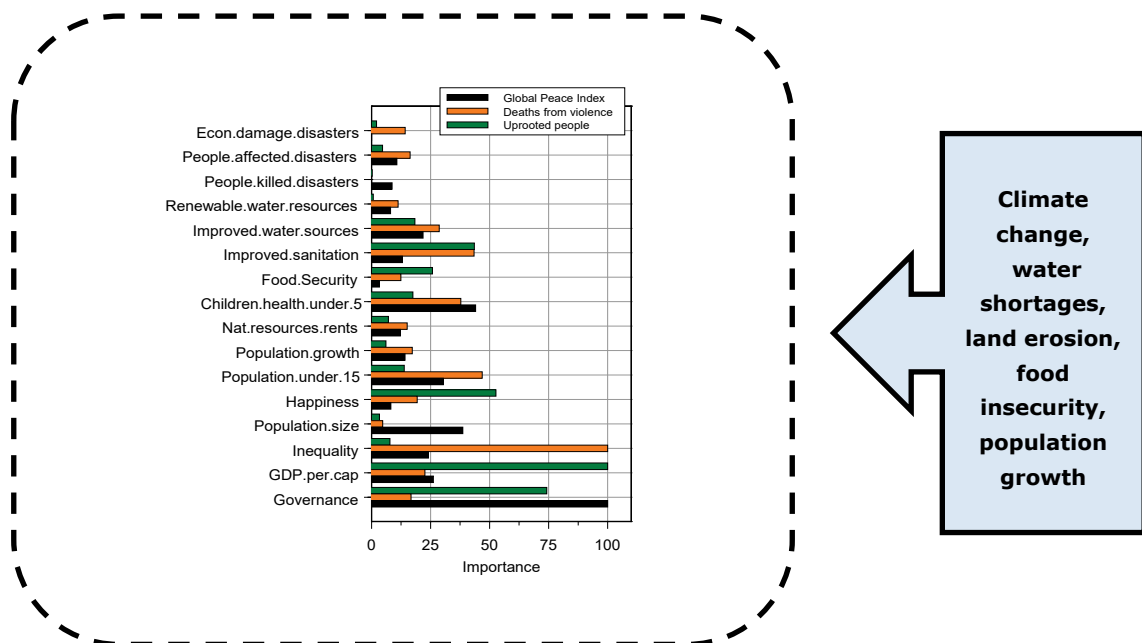 Global Peace Index
Deaths from violence
Uprooted people
Econ.damage.disasters
People.affected.disasters
People.killed.disasters
Renewable.water.resources
Improved.water.sources
Improved.sanitation
Food.Security
Children.health.under.5
Nat.resources.rents
Population.growth
Population.under.15
Happiness
Population.size
Inequality
GDP.per.cap
Governance
0 25 50 75 100
Importance
Climate
change,
water
shortages,
land erosion,
food
insecurity,
population
growth